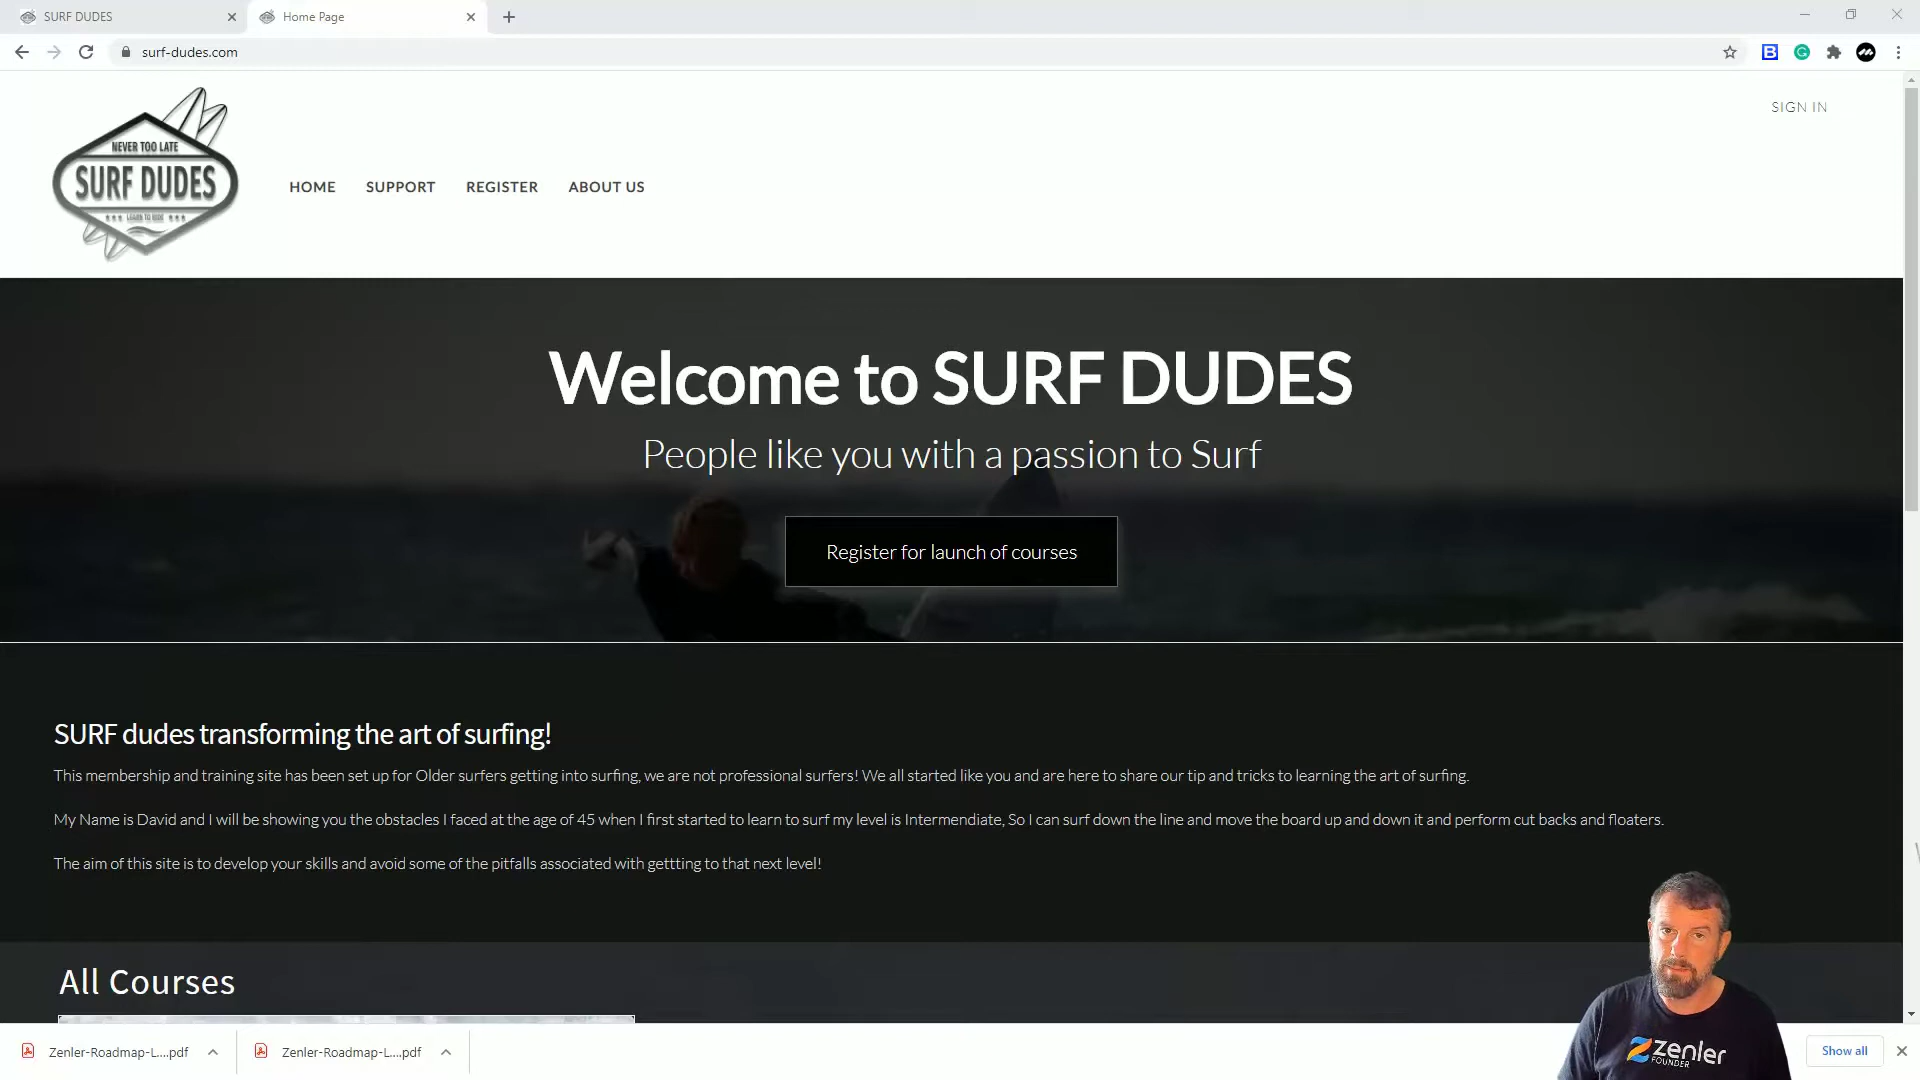 SURF DUDES
Home Page
surf-dudes.com
SIGN IN
NEVER TOO LATE
SURF DUDES
LEARN TO RIDE
HOME SUPPORT REGISTER ABOUT US
Welcome to SURF DUDES
People like you with a passion to Surf
Register for launch of courses
SURF dudes transforming the art of surfing!
This membership and training site has been set up for Older surfers getting into surfing, we are not professional surfers! We all started like you and are here to share our tip and tricks to learning the art of surfing.
My Name is David and I will be showing you the obstacles I faced at the age of 45 when I first started to learn to surf my level is Intermendiate, So I can surf down the line and move the board up and down it and perform cut backs and floaters.
The aim of this site is to develop your skills and avoid some of the pitfalls associated with gettting to that next level!
All Courses
zenler
FOUNDER
Zenler-Roadmap-L....pdf
Zenler-Roadmap-L....pdf
Show all